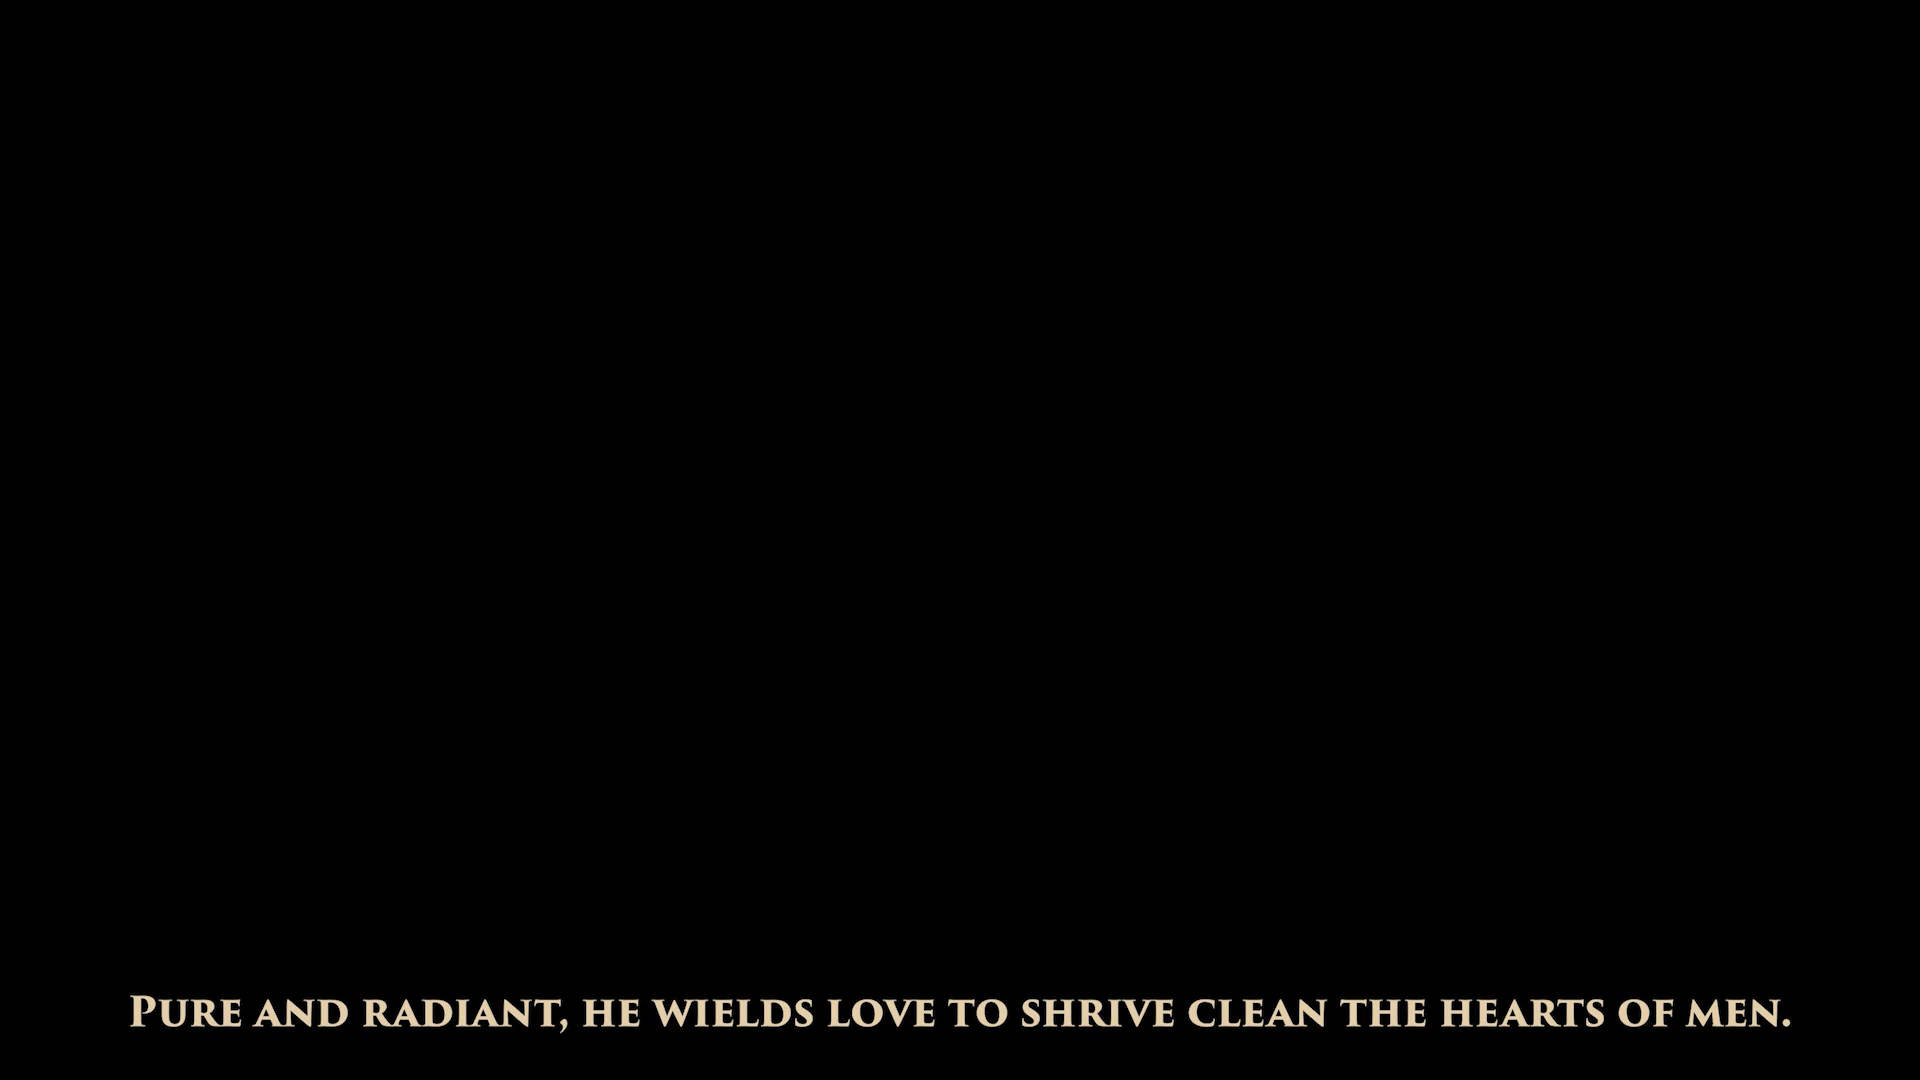 Pure and radiant, he wields love to shrive clean the hearts of men.